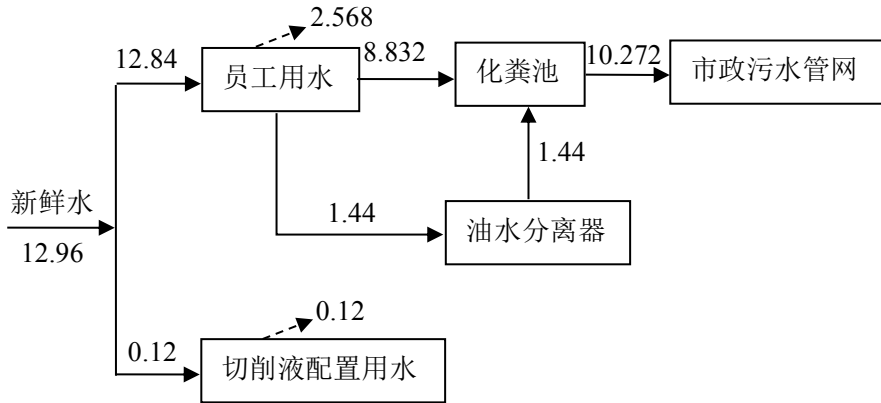 2.568
12.84
8.832
10.272
员工用水
化粪池
市政污水管网
1.44
新鲜水
1.44
油水分离器
12.96
0.12
0.12
切削液配置用水